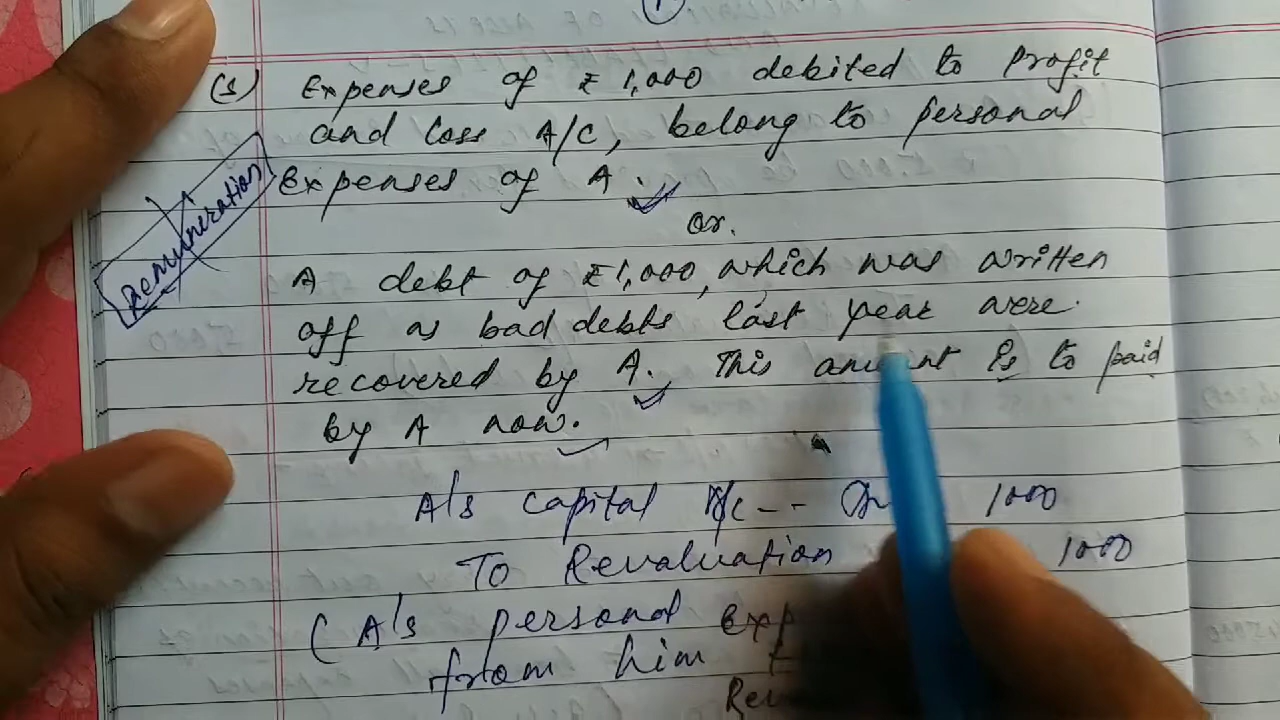 (s) Expenses of ₹1,000 debited to Profit
and Loss A/C, belong to personal
Expenses of A.
Remuneration
or.
A debt of ₹1,000, which was written
off as bad debts last year were.
recovered by A., This amount is to paid
by A now.
A's capital A/c -- Dr 1000
To Revaluation 1000
( A's personal exp
from him